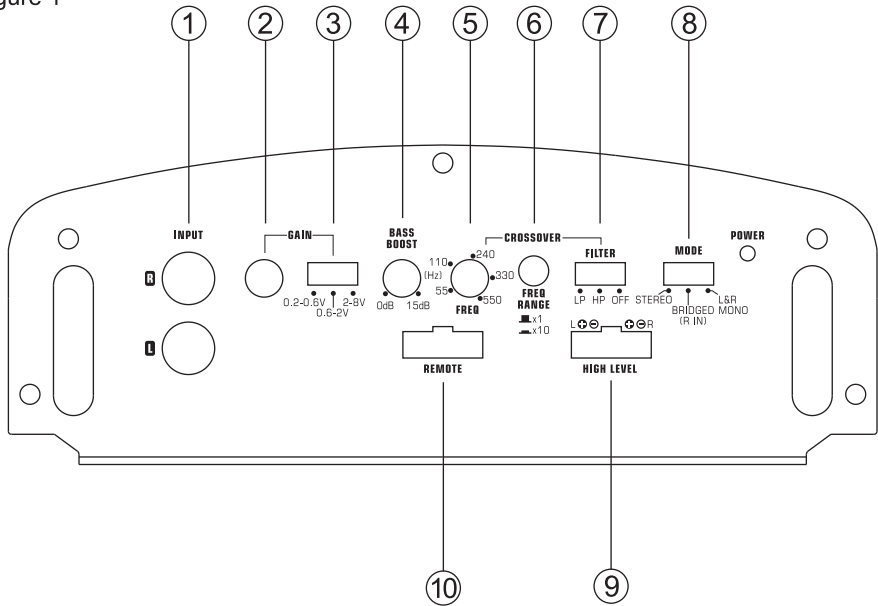 gure 1
1 2 3 4 5 6 7 8
INPUT
R
L
GAIN
0.2-0.6V
0.6-2V
2-8V
BASS
BOOST
0dB
15dB
CROSSOVER
240
110
(Hz)
330
55
550
FREQ
FREQ
RANGE
x1
x10
FILTER
LP HP OFF
MODE
STEREO
BRIDGED
(R IN)
L&R
MONO
POWER
REMOTE
L + - + - R
HIGH LEVEL
10 9